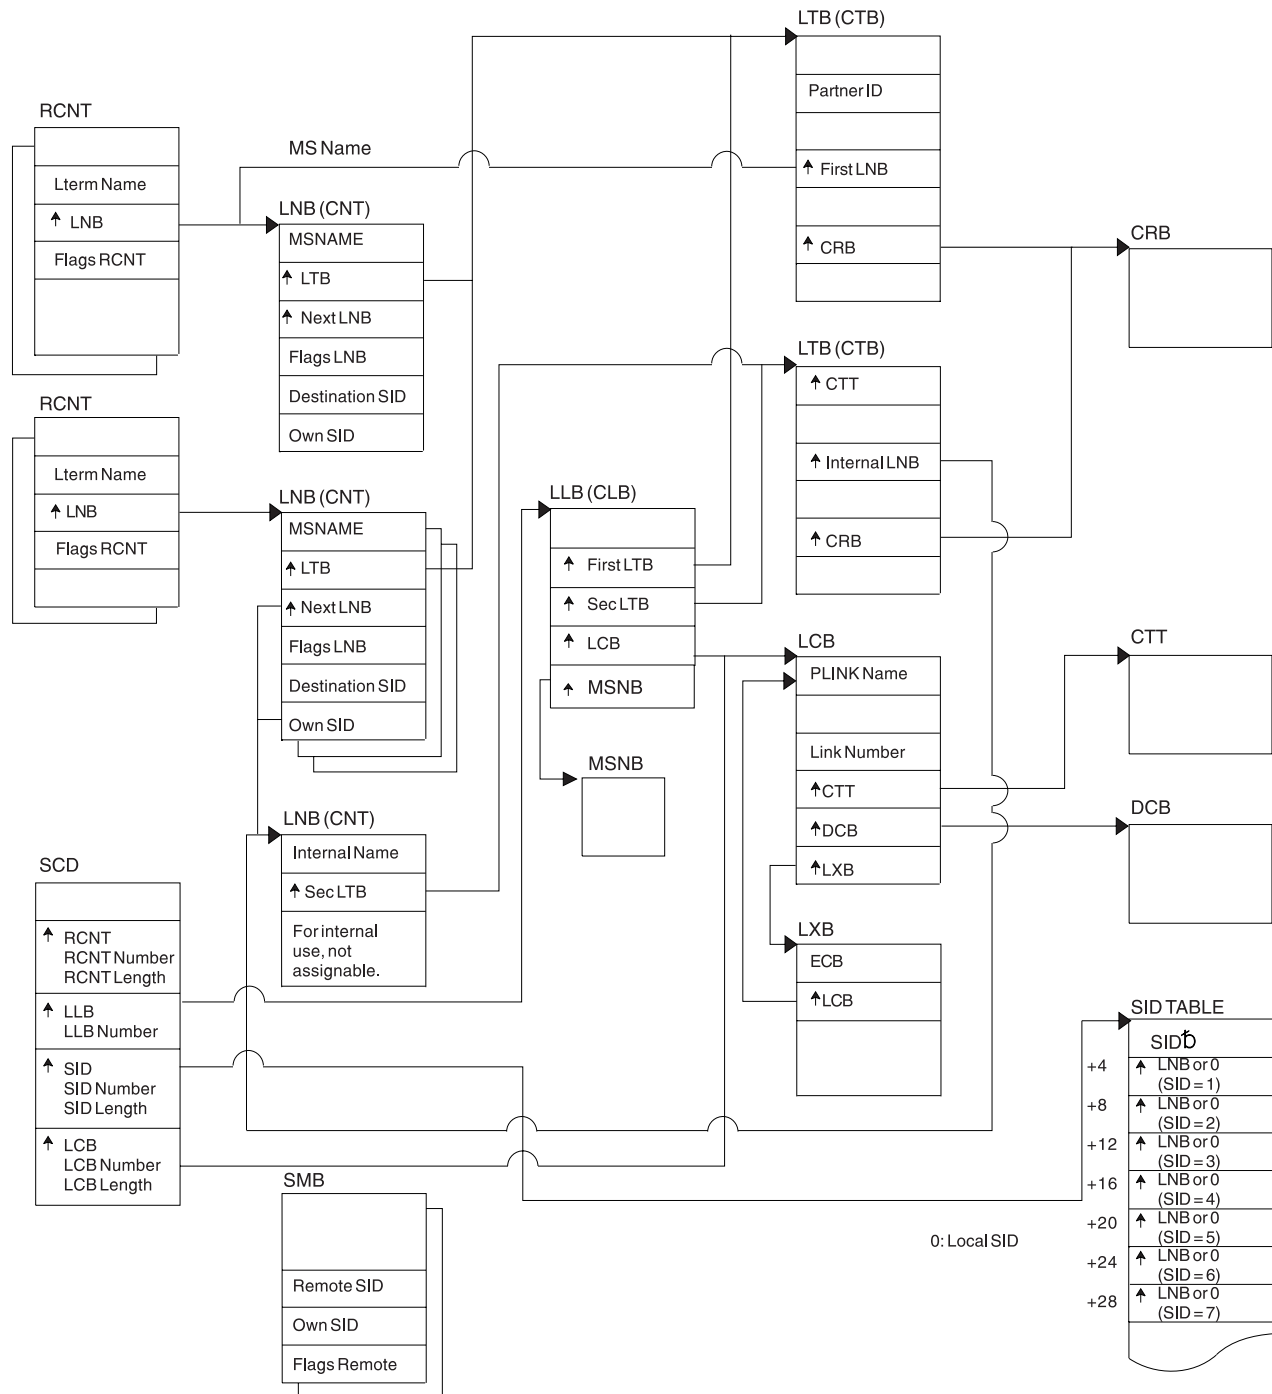 LTB (CTB)
Partner ID
First LNB
CRB
RCNT
Lterm Name
LNB
Flags RCNT
MS Name
LNB (CNT)
MSNAME
LTB
Next LNB
Flags LNB
Destination SID
Own SID
CRB
LTB (CTB)
CTT
Internal LNB
CRB
RCNT
Lterm Name
LNB
Flags RCNT
LNB (CNT)
MSNAME
LTB
Next LNB
Flags LNB
Destination SID
Own SID
LLB (CLB)
First LTB
Sec LTB
LCB
MSNB
MSNB
LCB
PLINK Name
Link Number
CTT
DCB
LXB
CTT
DCB
LNB (CNT)
Internal Name
Sec LTB
For internal
use, not
assignable.
SCD
RCNT
RCNT Number
RCNT Length
LLB
LLB Number
SID
SID Number
SID Length
LCB
LCB Number
LCB Length
LXB
ECB
LCB
SMB
Remote SID
Own SID
Flags Remote
0: Local SID
SID TABLE
SID
+4 LNB or 0
(SID = 1)
+8 LNB or 0
(SID = 2)
+12 LNB or 0
(SID = 3)
+16 LNB or 0
(SID = 4)
+20 LNB or 0
(SID = 5)
+24 LNB or 0
(SID = 6)
+28 LNB or 0
(SID = 7)